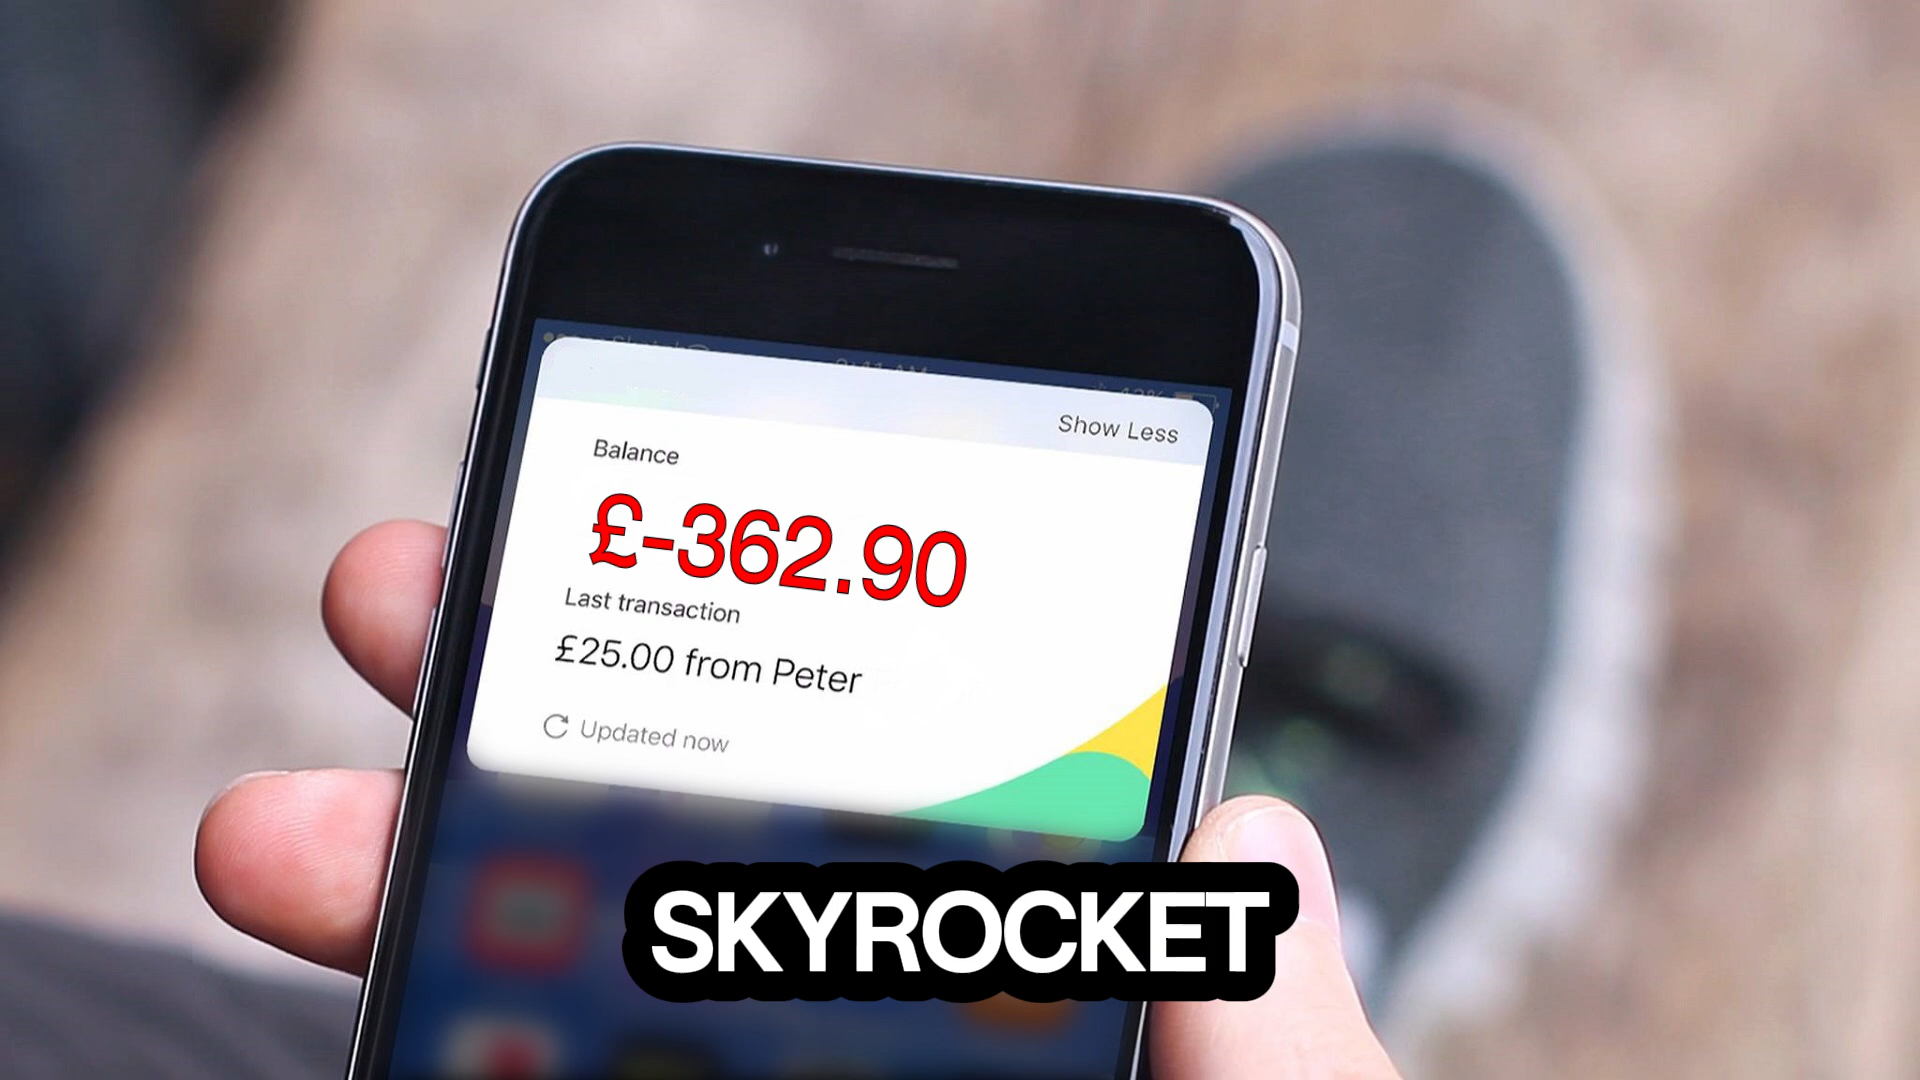 Show Less
Balance
£-362.90
Last transaction
£25.00 from Peter
Updated now
SKYROCKET